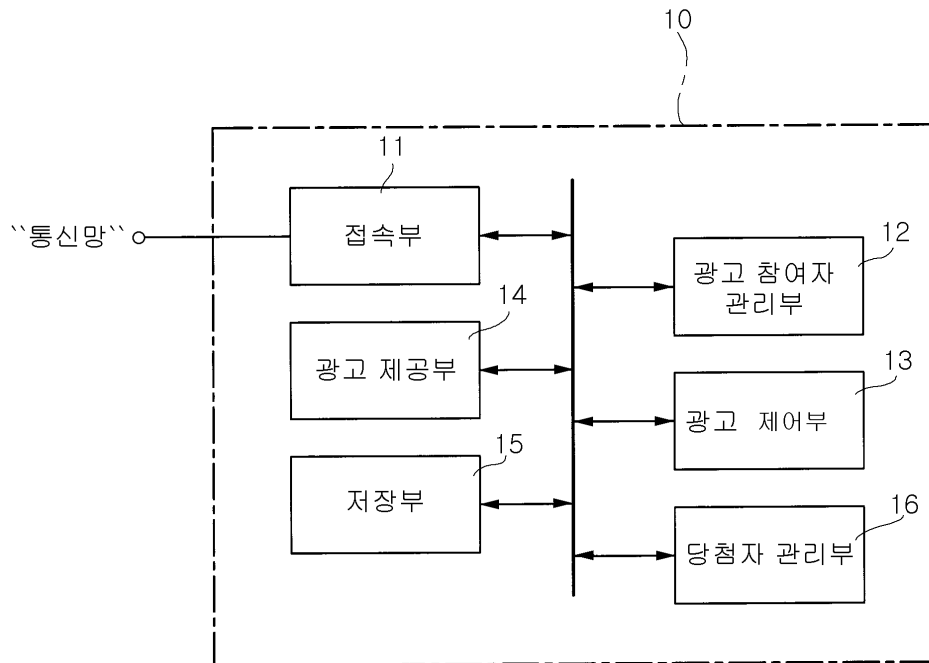 10
11
``통신망``
접속부
12
광고 참여자
관리부
14
광고 제공부
13
광고 제어부
15
저장부
16
당첨자 관리부